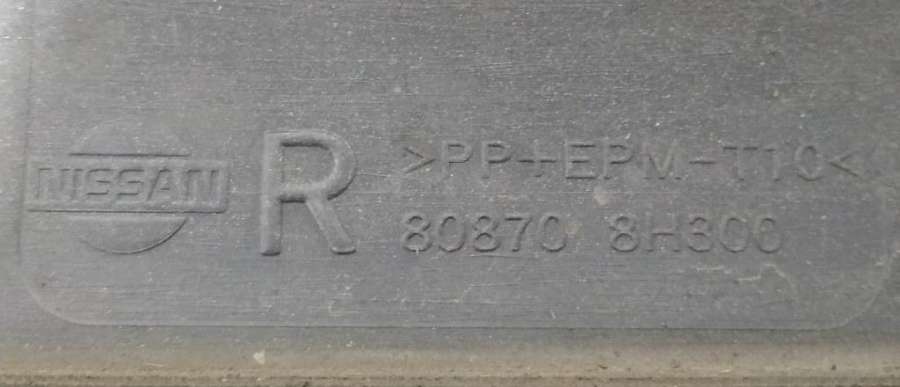 NISSAN
R
>PP+EPM-T10<
80870 8H300